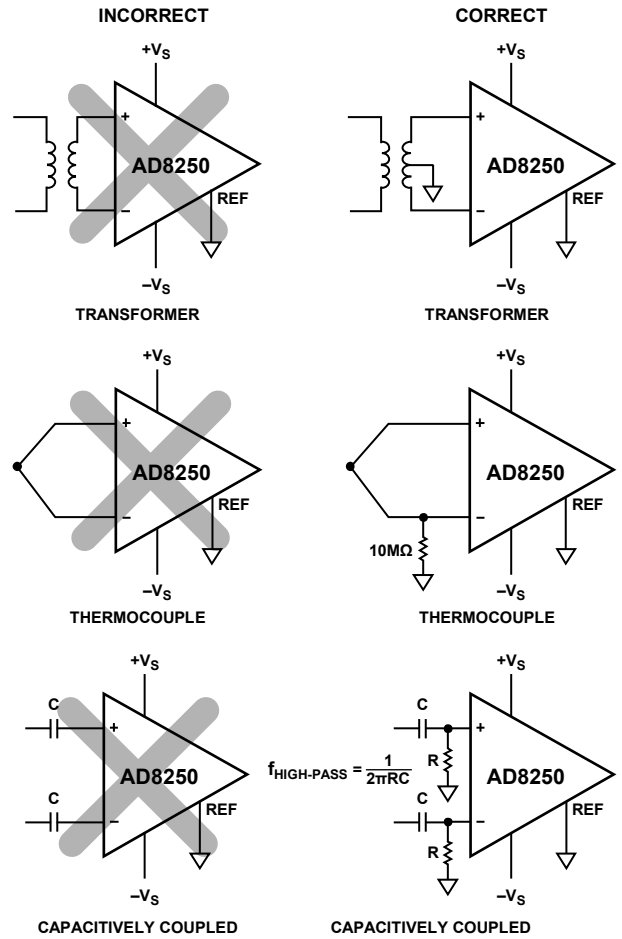 INCORRECT
CORRECT
+VS
+
AD8250
–
REF
–VS
TRANSFORMER
+VS
+
AD8250
–
REF
–VS
TRANSFORMER
+VS
+
AD8250
–
REF
–VS
THERMOCOUPLE
+VS
+
AD8250
–
REF
10MΩ
–VS
THERMOCOUPLE
+VS
C
+
AD8250
C
–
REF
–VS
CAPACITIVELY COUPLED
+VS
C
+
R
fHIGH-PASS = 1/2πRC
AD8250
C
–
R
REF
–VS
CAPACITIVELY COUPLED